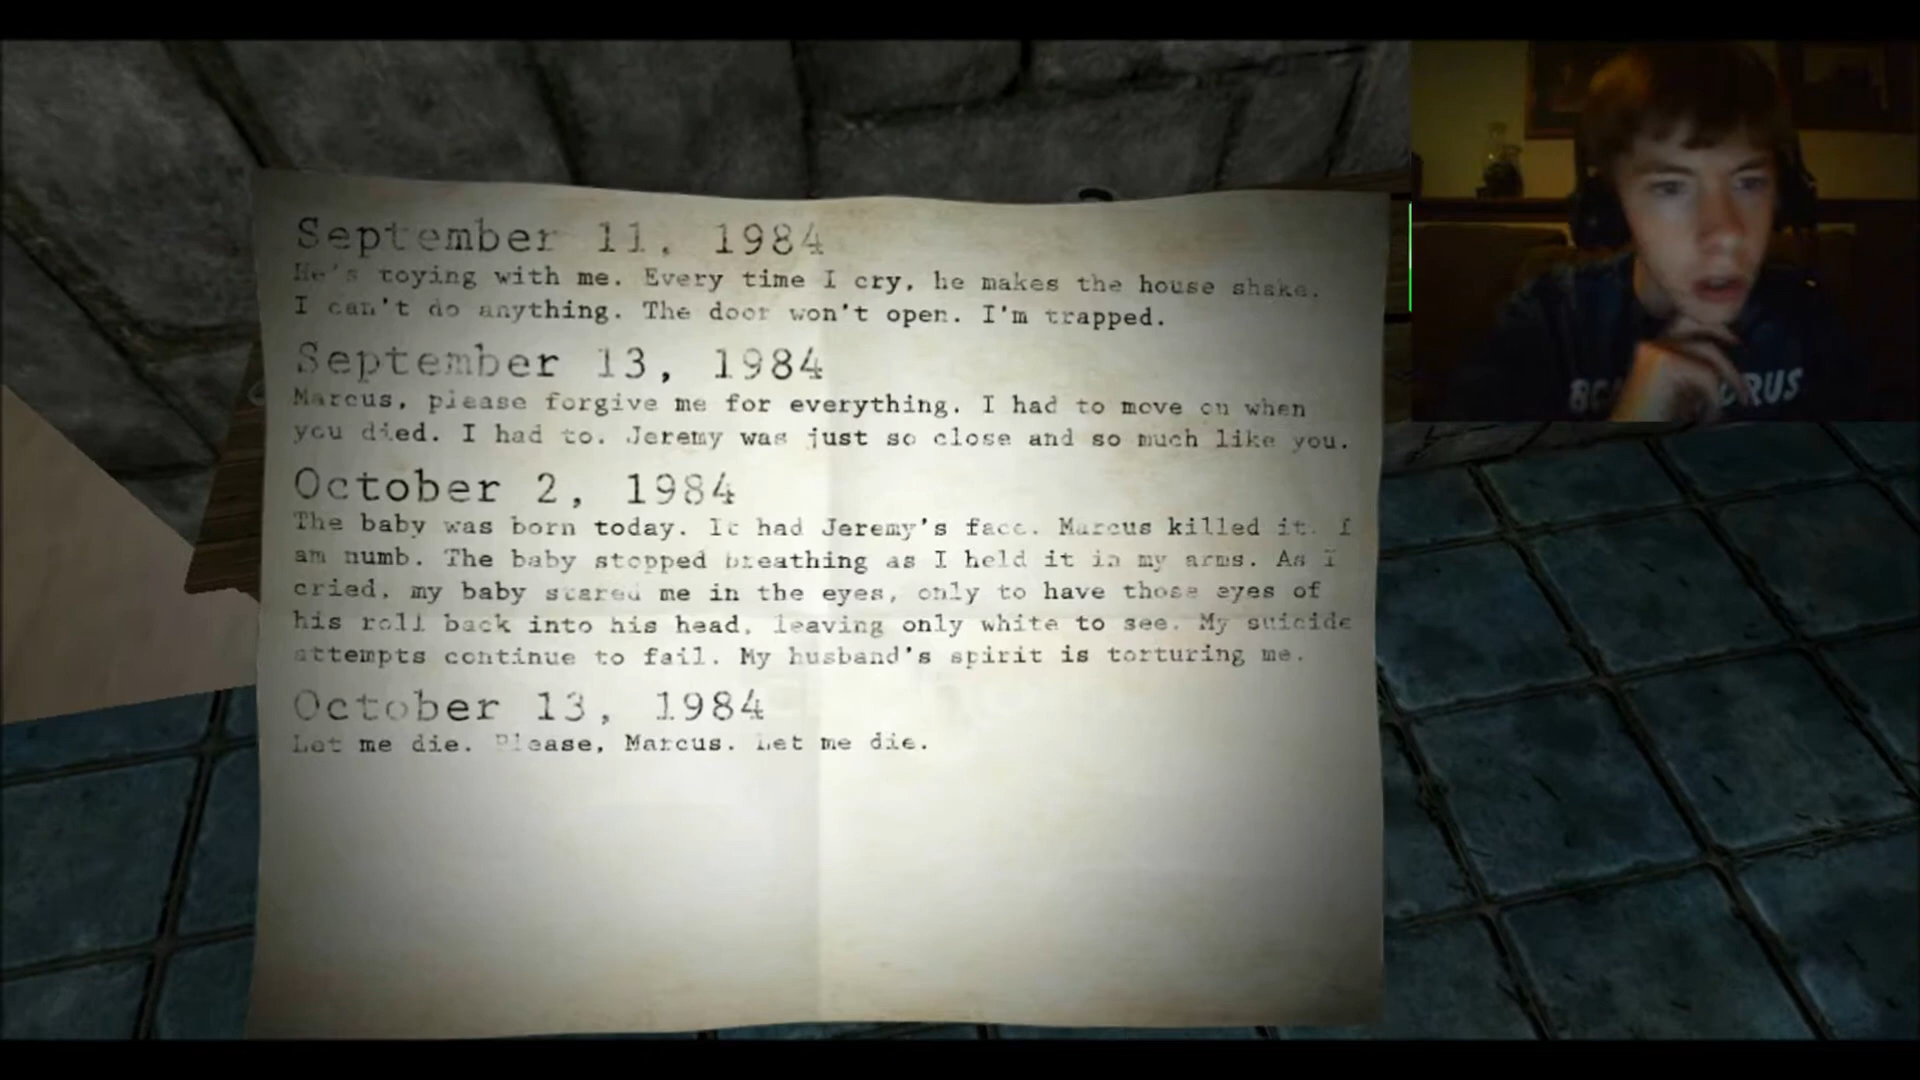 September 11, 1984
He's toying with me. Every time I cry, he makes the house shake.
I can't do anything. The door won't open. I'm trapped.
September 13, 1984
Marcus, please forgive me for everything. I had to move on when
you died. I had to. Jeremy was just so close and so much like you.
October 2, 1984
The baby was born today. It had Jeremy's face. Marcus killed it. I
am numb. The baby stopped breathing as I held it in my arms. As I
cried, my baby stared me in the eyes, only to have those eyes of
his roll back into his head, leaving only white to see. My suicide
attempts continue to fail. My husband's spirit is torturing me.
October 13, 1984
Let me die. Please, Marcus. Let me die.